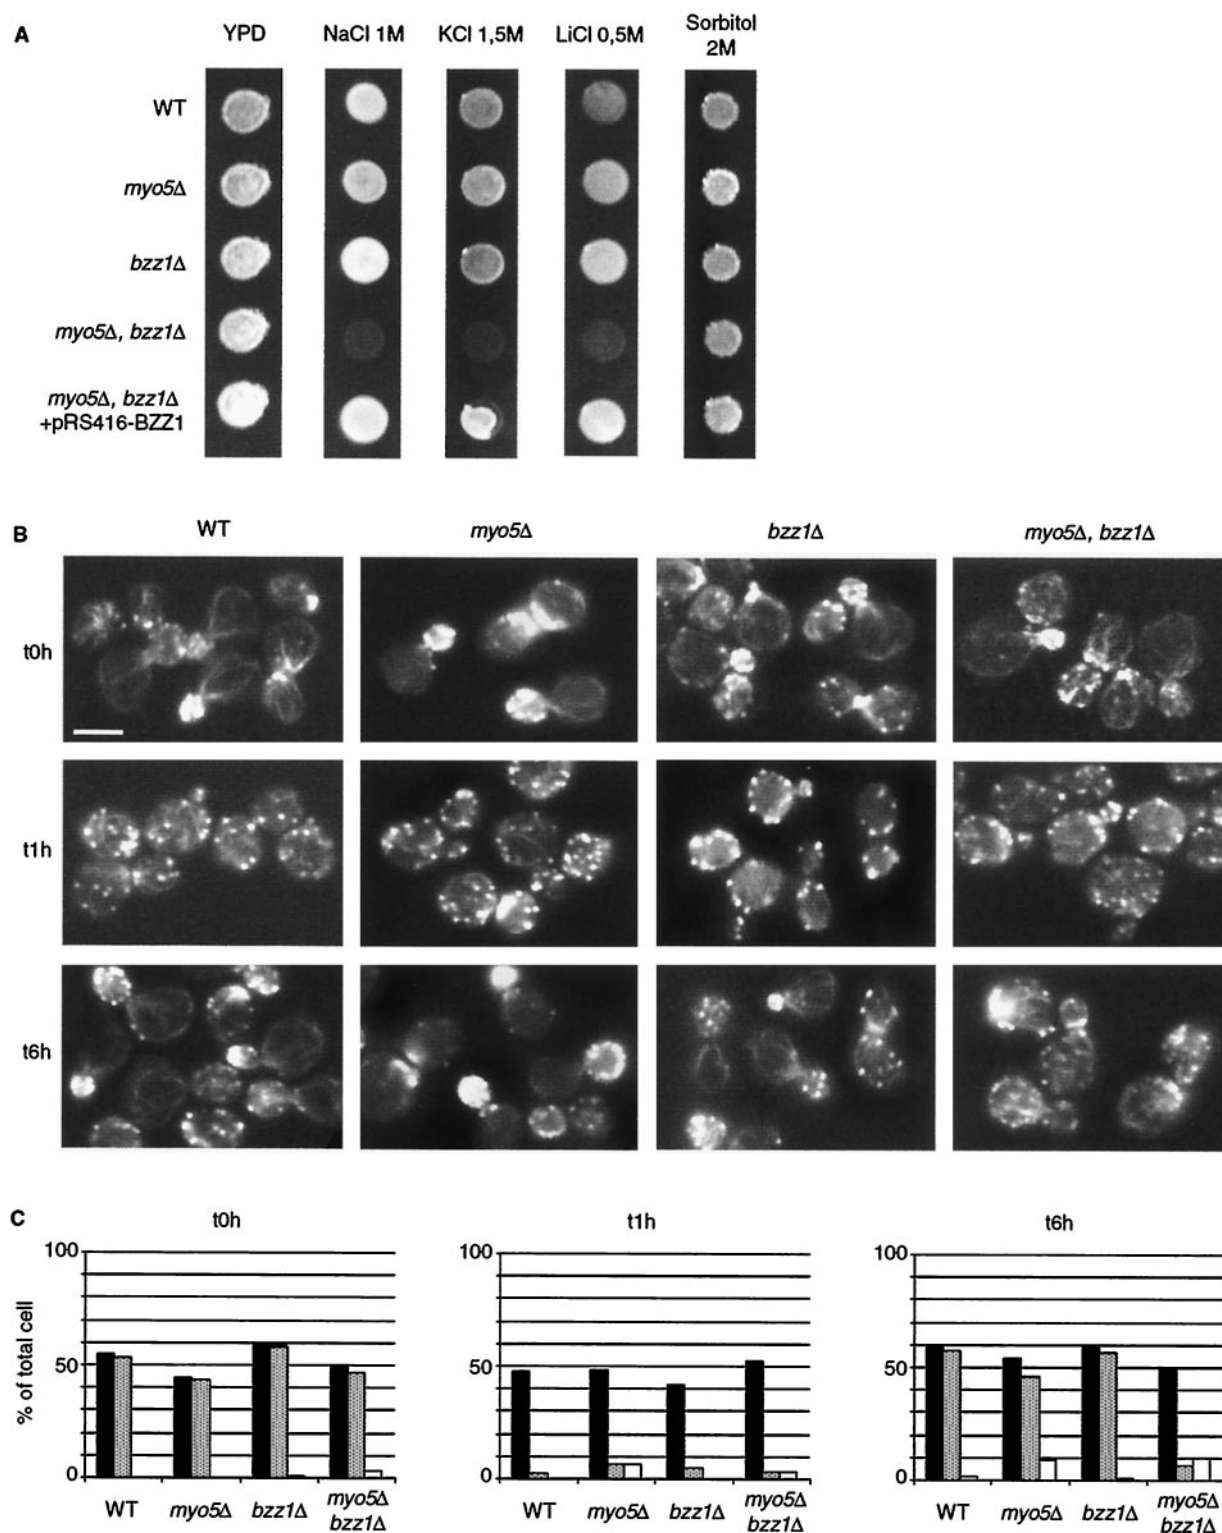 A
YPD NaCl 1M KCl 1,5M LiCl 0,5M Sorbitol
2M
WT
myo5Δ
bzz1Δ
myo5Δ, bzz1Δ
myo5Δ, bzz1Δ
+pRS416-BZZ1
B
WT myo5Δ bzz1Δ myo5Δ, bzz1Δ
t0h
t1h
t6h
C
t0h t1h t6h
% of total cell
100 100 100
50 50 50
0 0 0
WT myo5Δ bzz1Δ myo5Δ
bzz1Δ
WT myo5Δ bzz1Δ myo5Δ
bzz1Δ
WT myo5Δ bzz1Δ myo5Δ
bzz1Δ